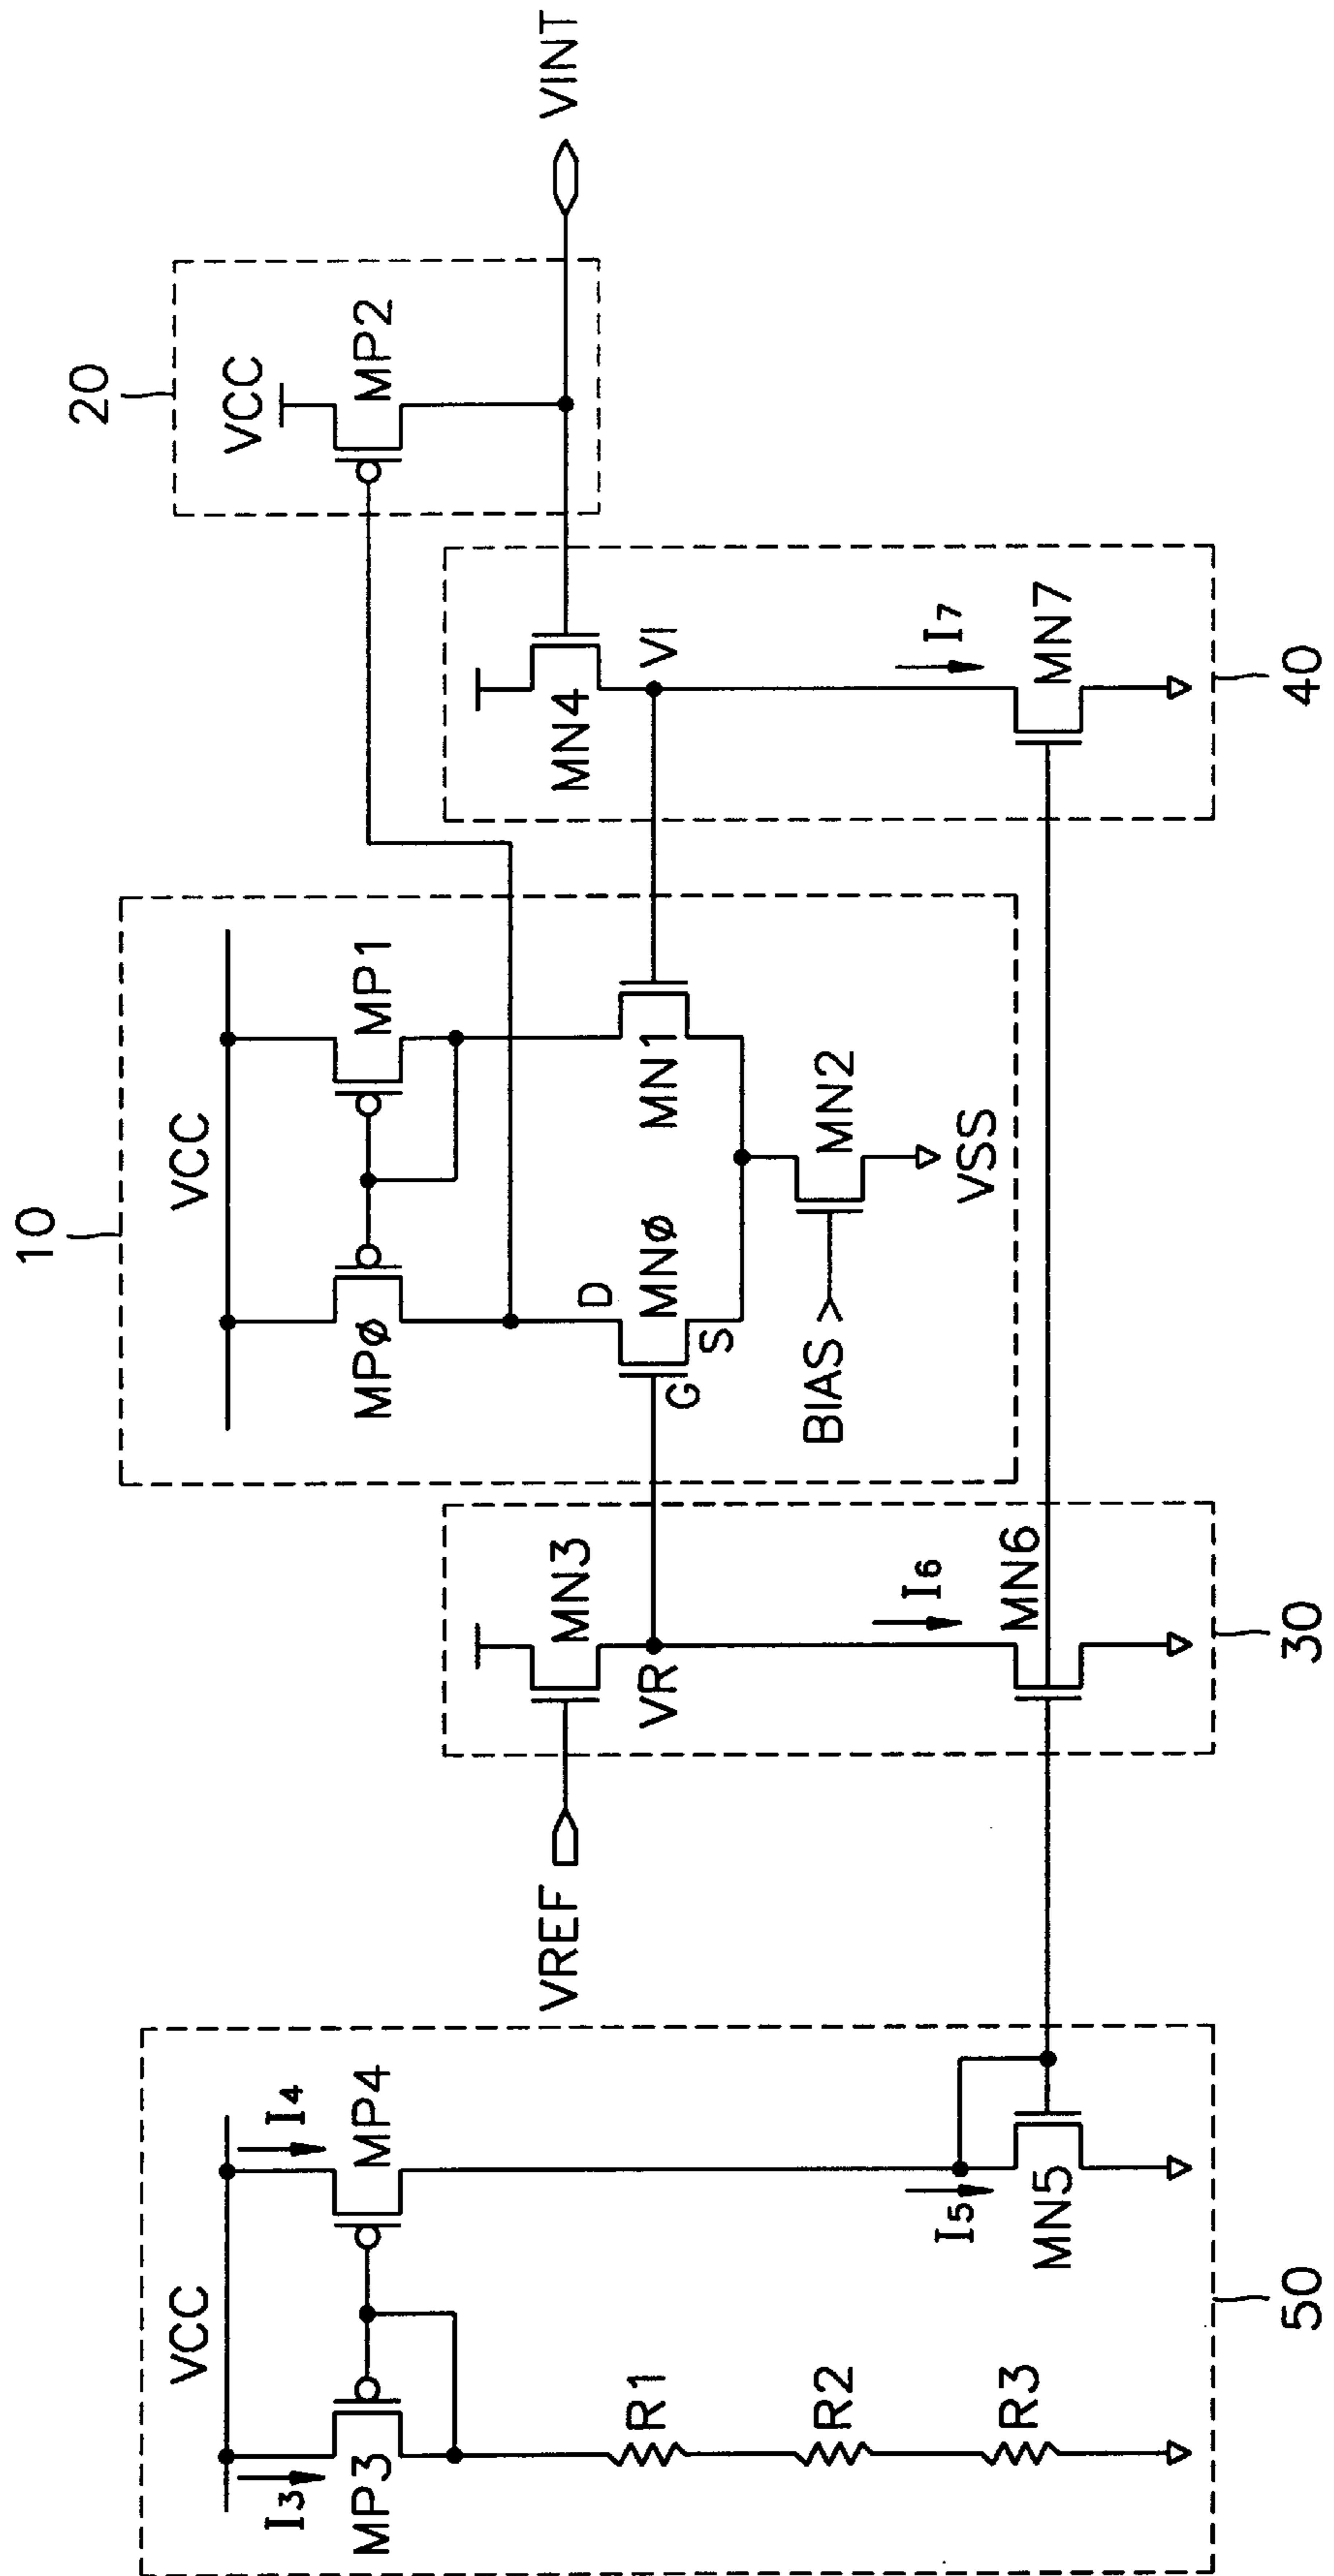 10
20
VCC
VCC
MPØ
MP1
MP2
VINT
D
MNØ
G
S
MN1
BIAS
MN2
VSS
VCC
I3
MP3
I4
MP4
R1
R2
R3
I5
MN5
50
VREF
MN3
VR
I6
MN6
30
MN4
VI
I7
MN7
40